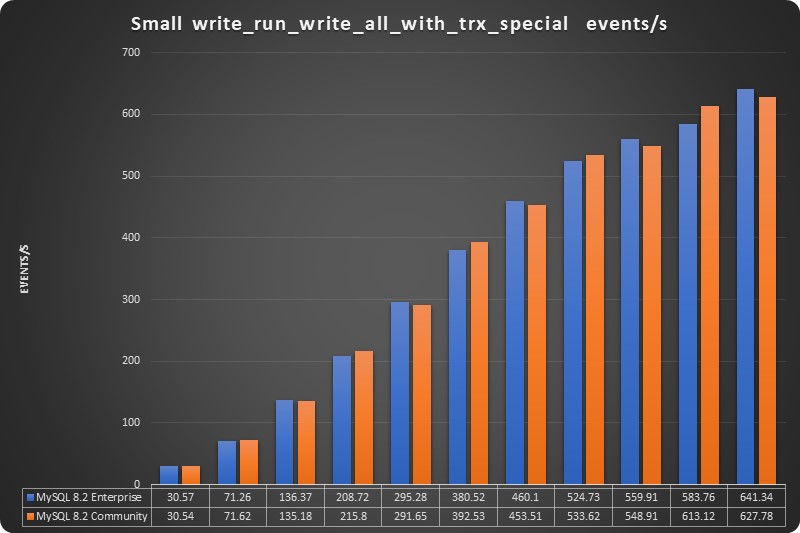 Small write_run_write_all_with_trx_special events/s
700
600
500
400
300
200
100
0
EVENTS/S
MySQL 8.2 Enterprise 30.57 71.26 136.37 208.72 295.28 380.52 460.1 524.73 559.91 583.76 641.34
MySQL 8.2 Community 30.54 71.62 135.18 215.8 291.65 392.53 453.51 533.62 548.91 613.12 627.78